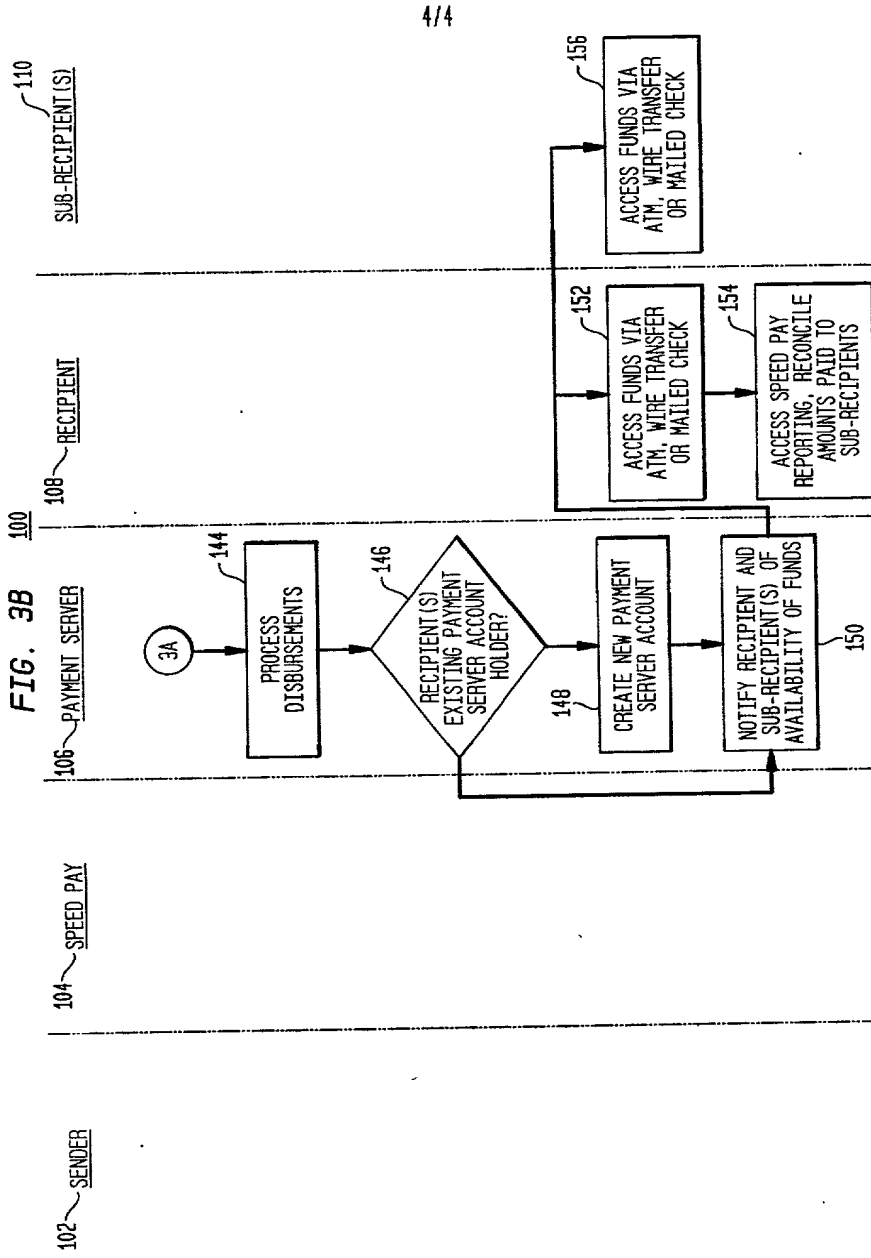 4/4
FIG. 3B
100
102 SENDER
104 SPEED PAY
106 PAYMENT SERVER
108 RECIPIENT
110
SUB-RECIPIENT(S)
3A
144
PROCESS
DISBURSEMENTS
146
RECIPIENT(S)
EXISTING PAYMENT
SERVER ACCOUNT
HOLDER?
148
CREATE NEW PAYMENT
SERVER ACCOUNT
NOTIFY RECIPIENT AND
SUB-RECIPIENT(S) OF
AVAILABILITY OF FUNDS
150
152
ACCESS FUNDS VIA
ATM, WIRE TRANSFER
OR MAILED CHECK
154
ACCESS SPEED PAY
REPORTING, RECONCILE
AMOUNTS PAID TO
SUB-RECIPIENTS
156
ACCESS FUNDS VIA
ATM, WIRE TRANSFER
OR MAILED CHECK